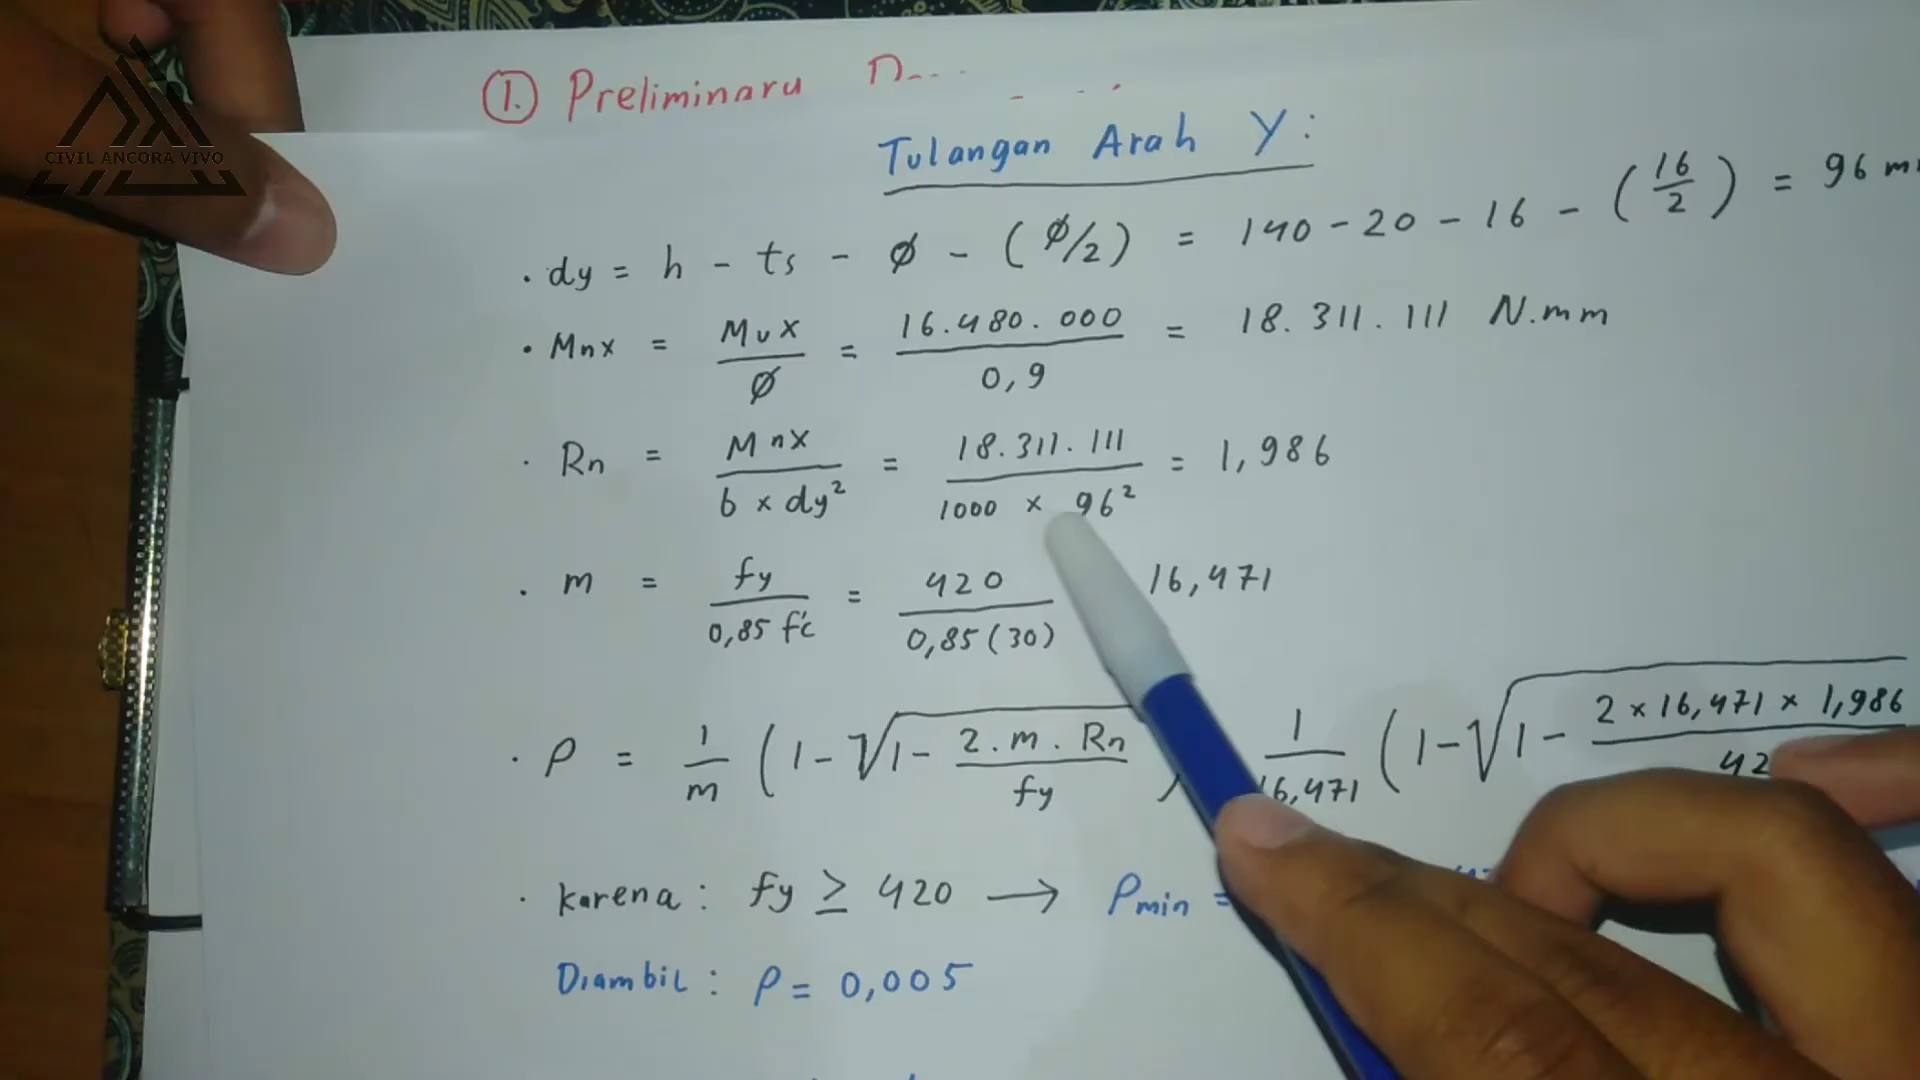 CIVIL ANCORA VIVO
1. Preliminary
Tulangan Arah Y:
. dy = h - ts - ∅ - (∅/2) = 140 - 20 - 16 - (16/2) = 96 m
. Mnx = Mux/∅ = 16.480.000/0,9 = 18.311.111 N.mm
. Rn = Mnx/b x dy² = 18.311.111/1000 x 96² = 1,986
. m = fy/0,85 f'c = 420/0,85(30) 16,471
. ρ = 1/m (1-√1- 2.m.Rn/fy) 1/16,471 (1-√1- 2 x 16,471 x 1,986/42
. Karena: fy ≥ 420 → ρmin =
Diambil: ρ = 0,005